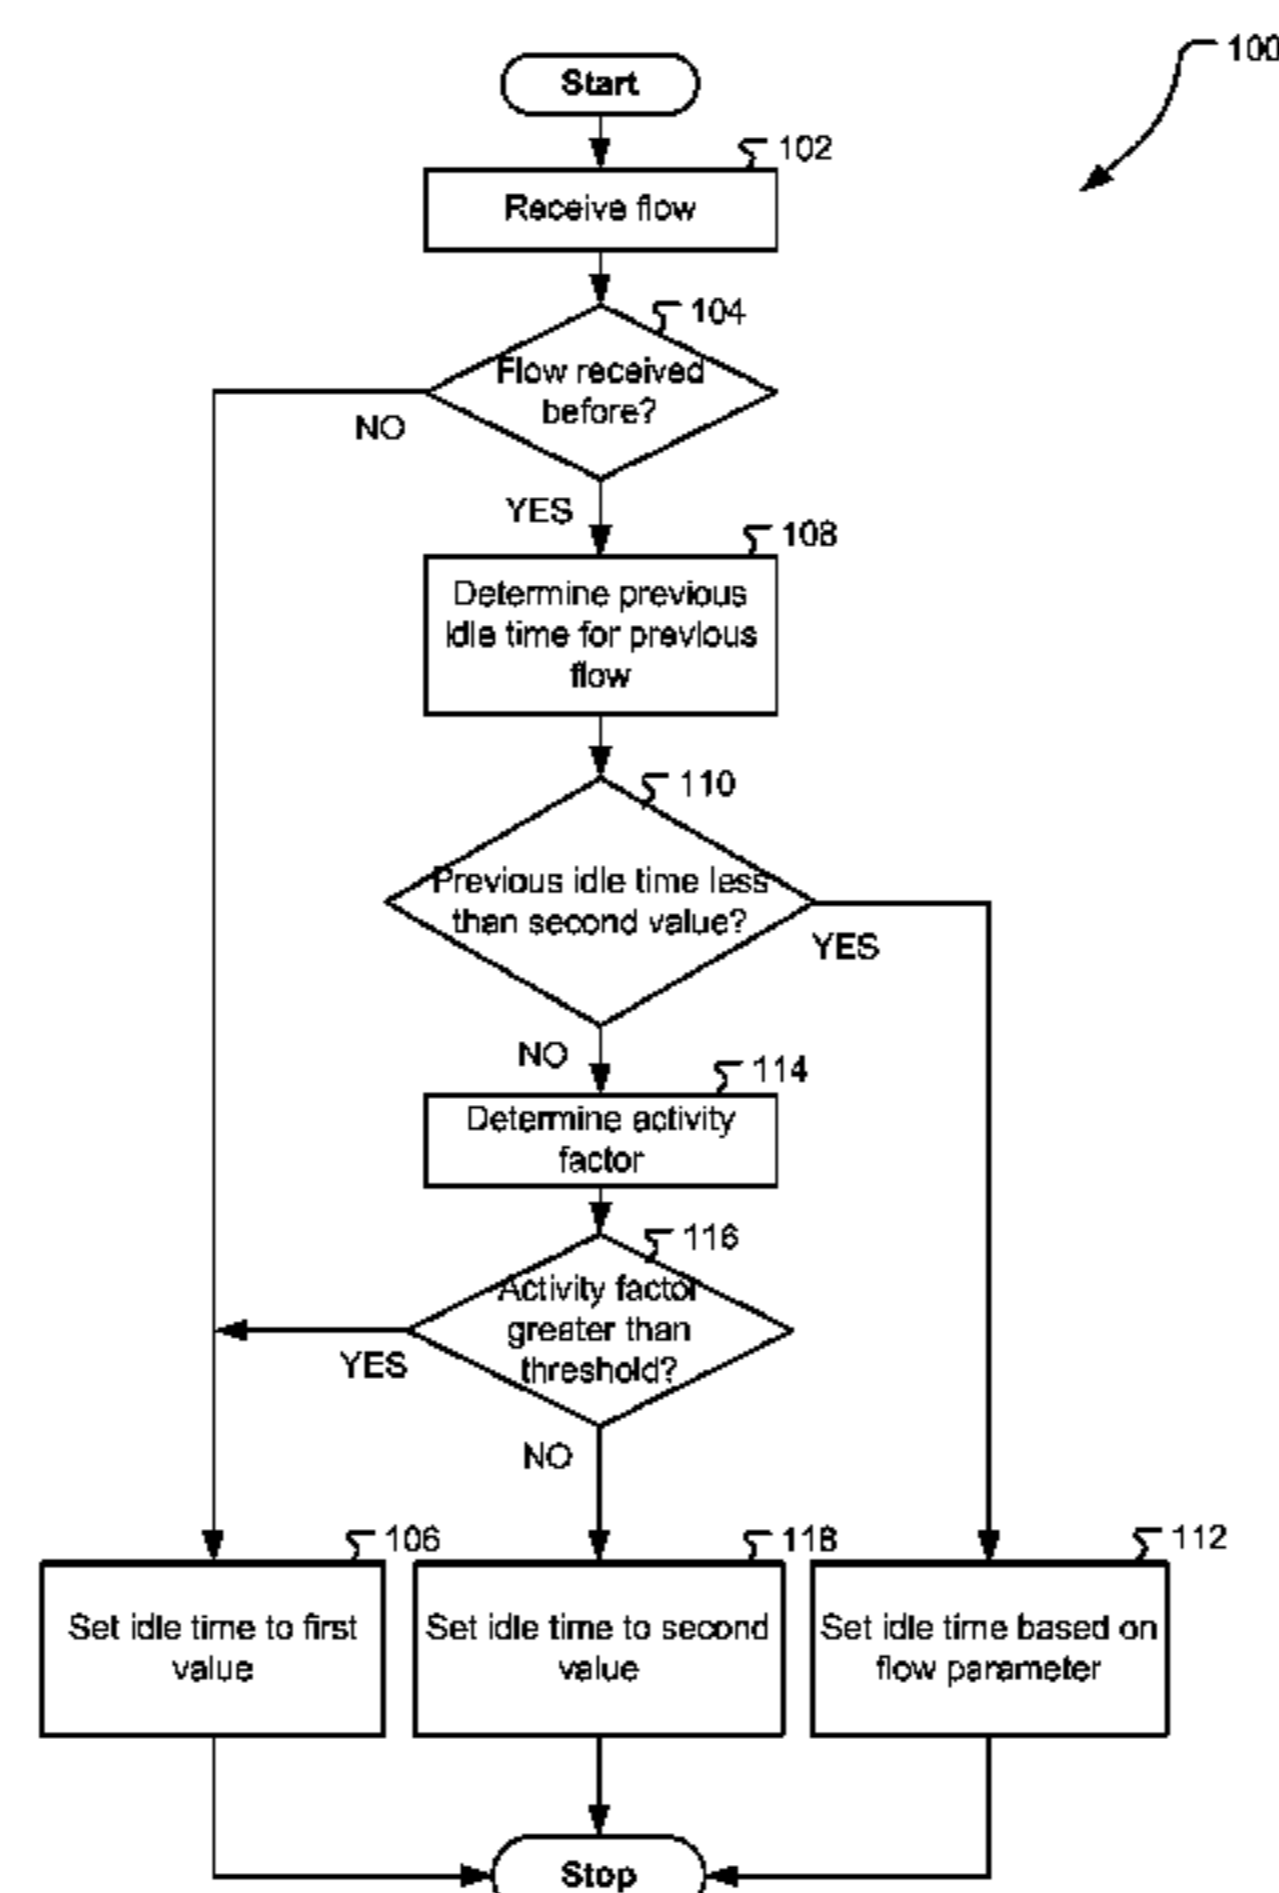 100
Start
102
Receive flow
104
Flow received
before?
NO
YES
108
Determine previous
idle time for previous
flow
110
Previous idle time less
than second value?
YES
NO
114
Determine activity
factor
116
Activity factor
greater than
threshold?
YES
NO
106
Set idle time to first
value
118
Set idle time to second
value
112
Set idle time based on
flow parameter
Stop